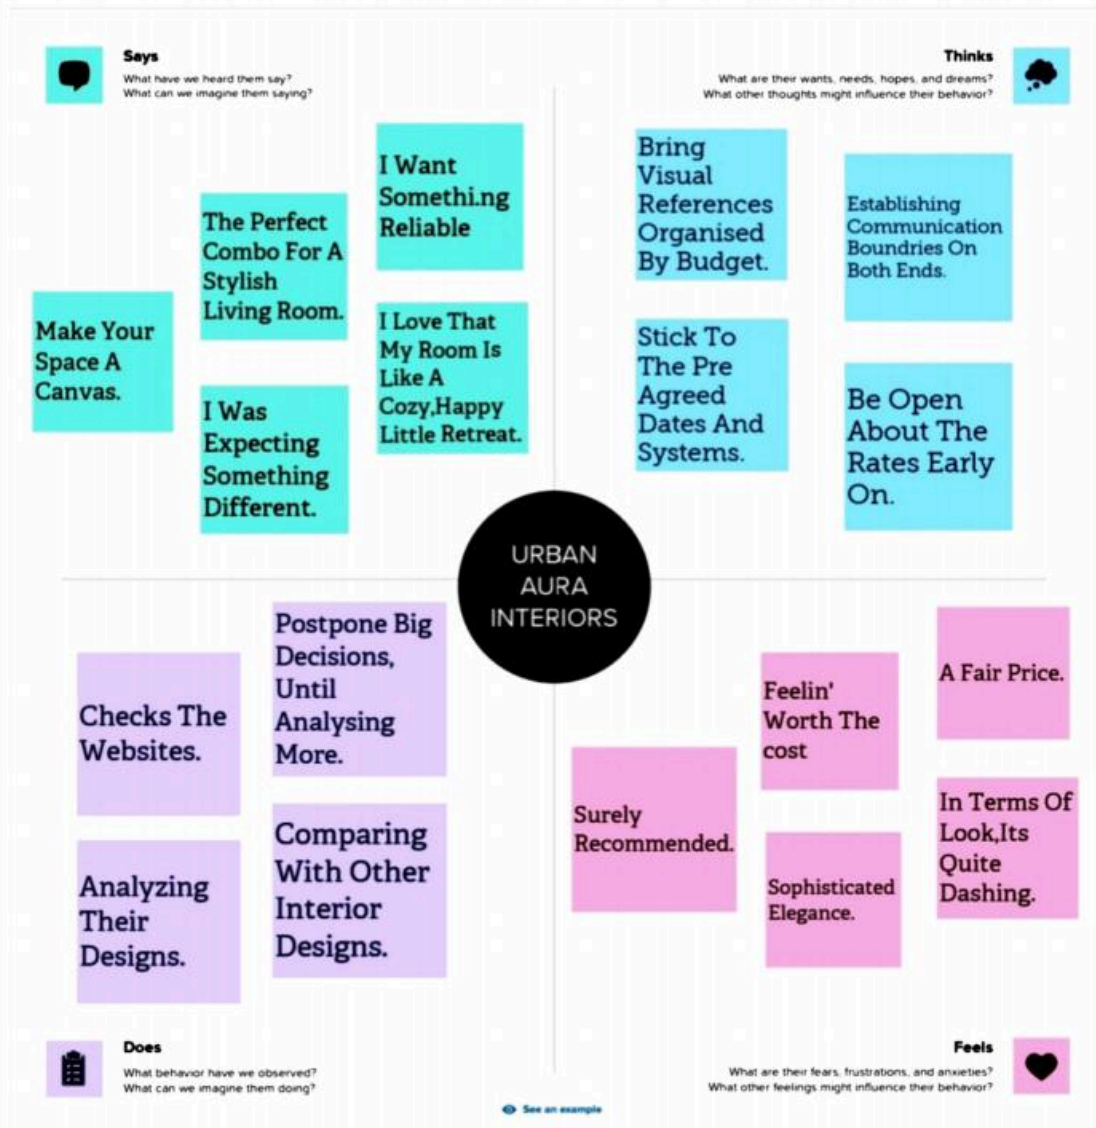 Says
What have we heard them say?
What can we imagine them saying?
Thinks
What are their wants, needs, hopes, and dreams?
What other thoughts might influence their behavior?
I Want
Somethi.ng
Reliable
The Perfect
Combo For A
Stylish
Living Room.
Make Your
Space A
Canvas.
I Love That
My Room Is
Like A
Cozy,Happy
Little Retreat.
I Was
Expecting
Something
Different.
Bring
Visual
References
Organised
By Budget.
Establishing
Communication
Boundries On
Both Ends.
Stick To
The Pre
Agreed
Dates And
Systems.
Be Open
About The
Rates Early
On.
URBAN
AURA
INTERIORS
Postpone Big
Decisions,
Until
Analysing
More.
Checks The
Websites.
Comparing
With Other
Interior
Designs.
Analyzing
Their
Designs.
A Fair Price.
Feelin'
Worth The
cost
Surely
Recommended.
In Terms Of
Look,Its
Quite
Dashing.
Sophisticated
Elegance.
Does
What behavior have we observed?
What can we imagine them doing?
Feels
What are their fears, frustrations, and anxieties?
What other feelings might influence their behavior?
See an example